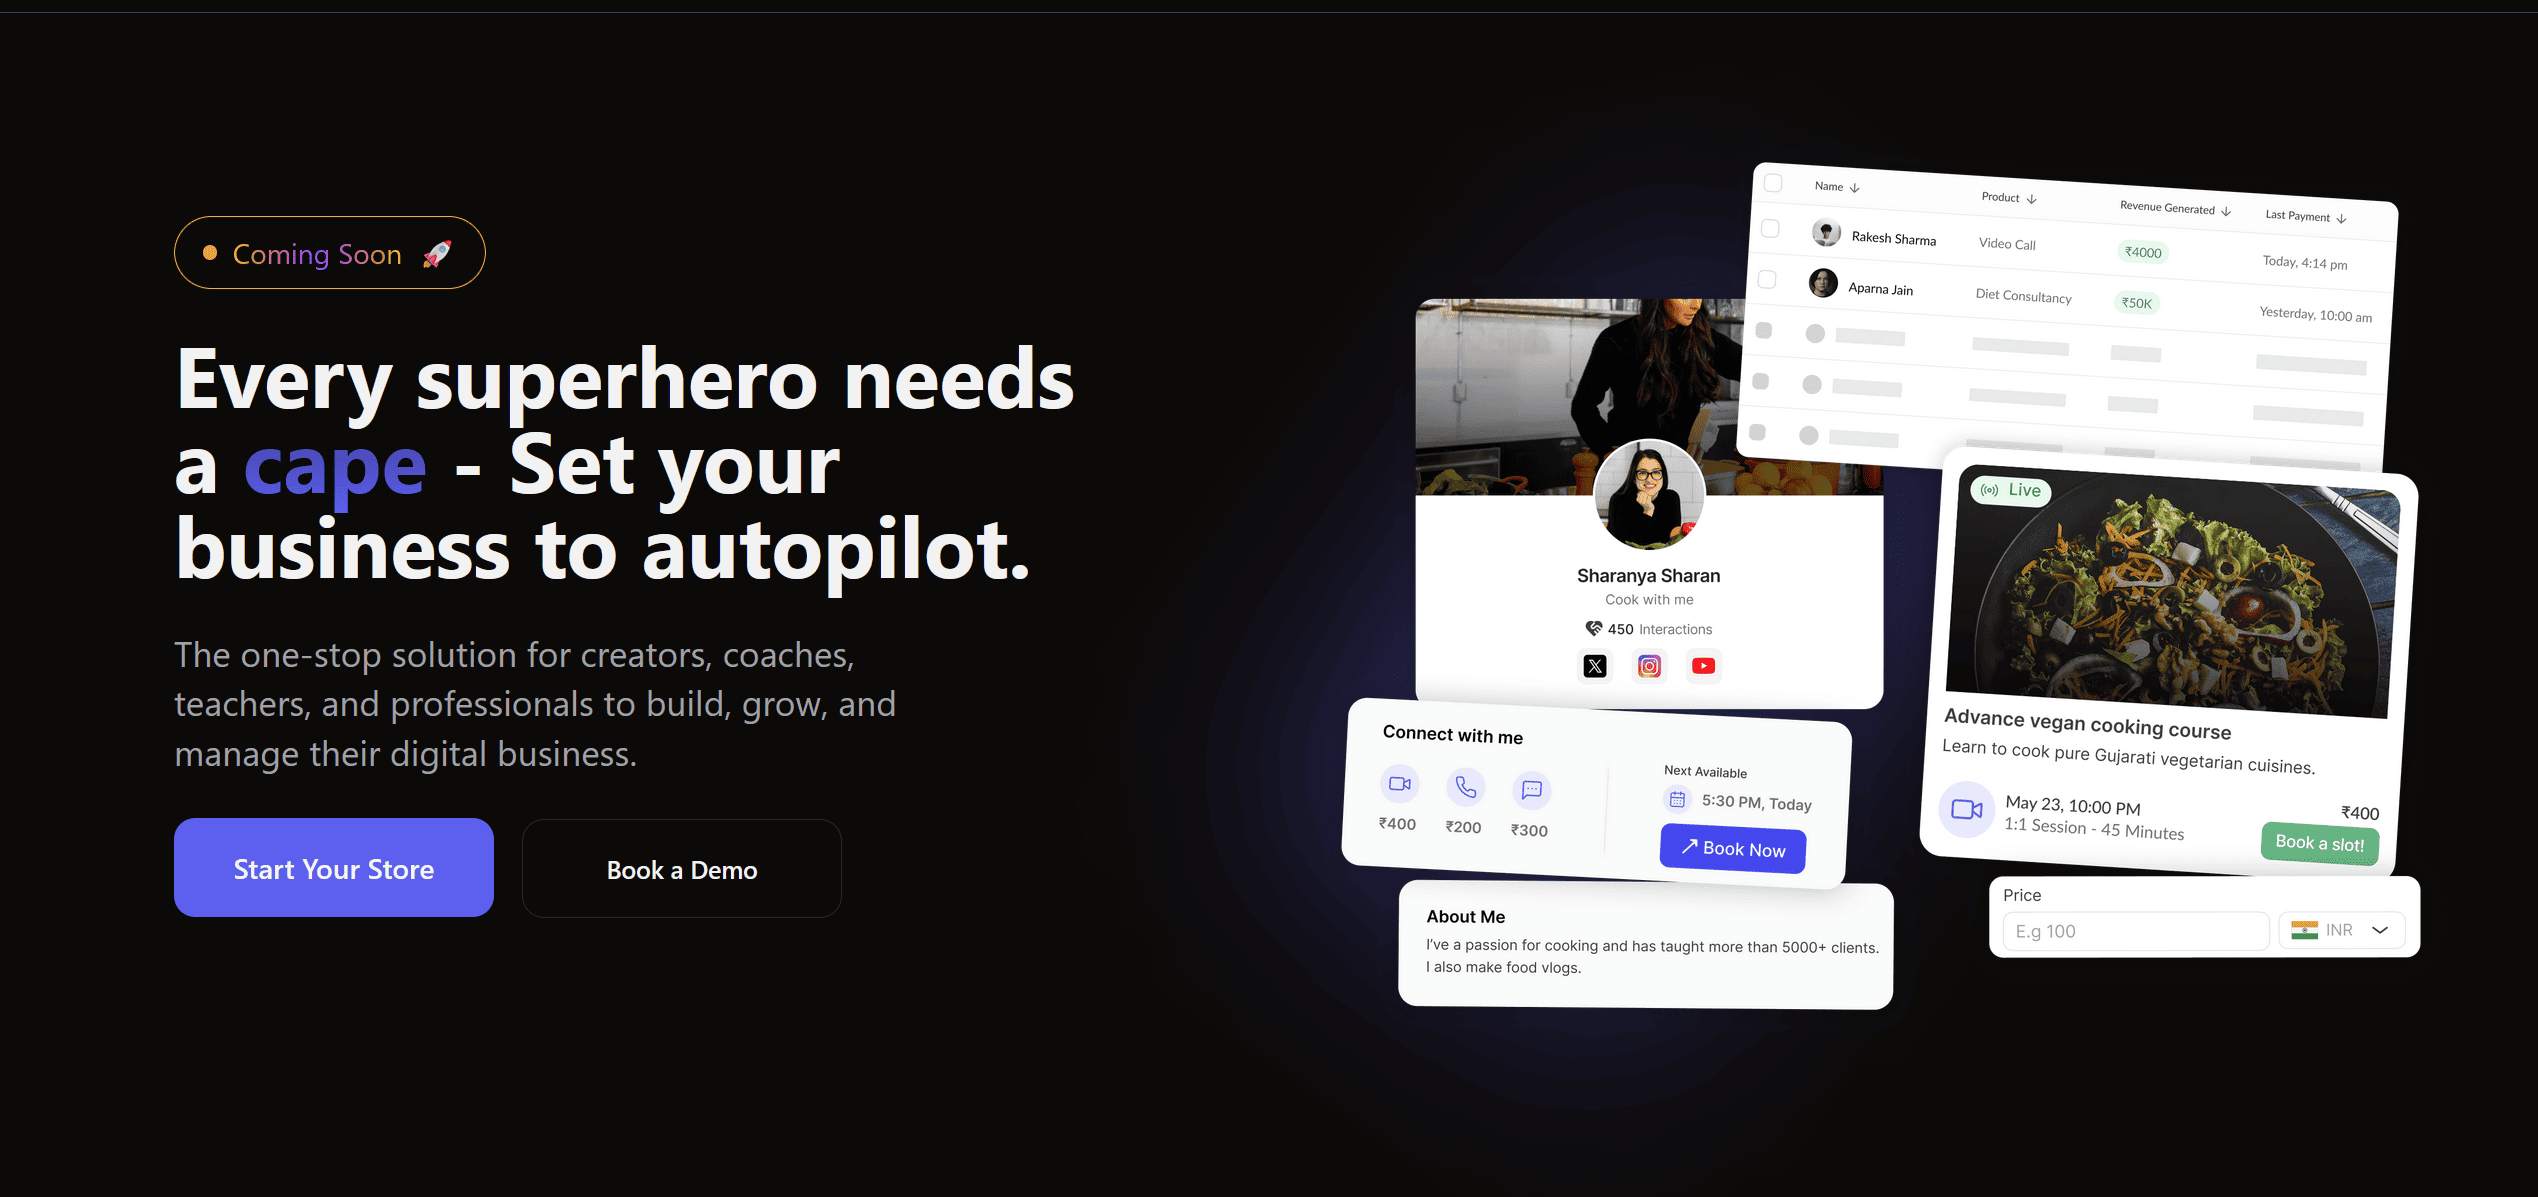 Coming Soon 🚀
Every superhero needs
a cape - Set your
business to autopilot.
The one-stop solution for creators, coaches,
teachers, and professionals to build, grow, and
manage their digital business.
Start Your Store
Book a Demo
Name ↓ Product ↓ Revenue Generated ↓ Last Payment ↓
Rakesh Sharma Video Call ₹4000 Today, 4:14 pm
Aparna Jain Diet Consultancy ₹50K Yesterday, 10:00 am
Sharanya Sharan
Cook with me
450 Interactions
Connect with me
₹400 ₹200 ₹300
Next Available
5:30 PM, Today
Book Now
About Me
I've a passion for cooking and has taught more than 5000+ clients.
I also make food vlogs.
Live
Advance vegan cooking course
Learn to cook pure Gujarati vegetarian cuisines.
May 23, 10:00 PM
1:1 Session - 45 Minutes
₹400
Book a slot!
Price
E.g 100
INR